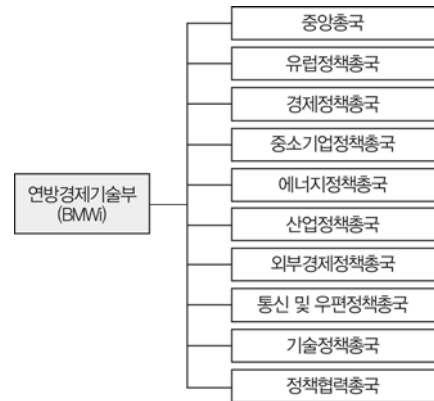 중앙총국
유럽정책총국
경제정책총국
중소기업정책총국
연방경제기술부
(BMWi)
에너지정책총국
산업정책총국
외부경제정책총국
통신 및 우편정책총국
기술정책총국
정책협력총국